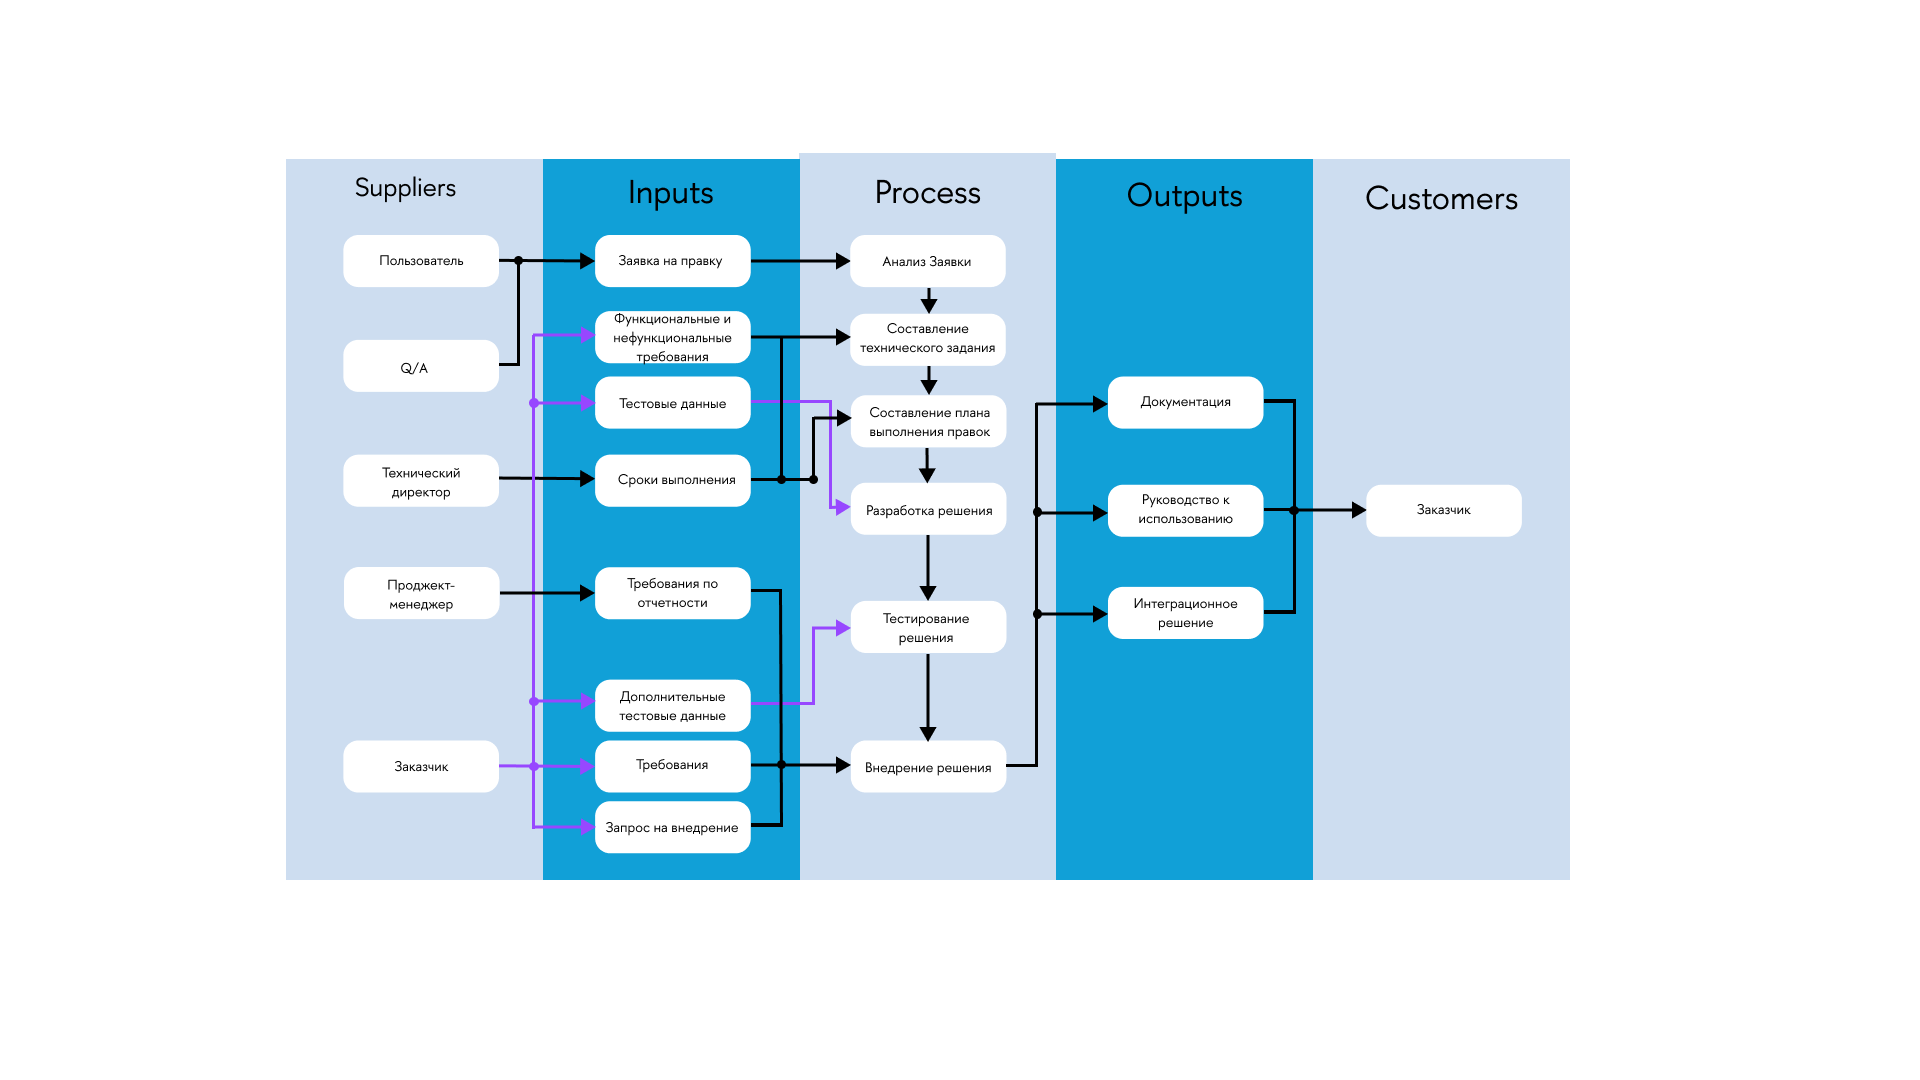 Suppliers
Inputs
Process
Outputs
Customers
Пользователь
Q/A
Технический
директор
Проджект-
менеджер
Заказчик
Заявка на правку
Функциональные и
нефункциональные
требования
Тестовые данные
Сроки выполнения
Требования по
отчетности
Дополнительные
тестовые данные
Требования
Запрос на внедрение
Анализ Заявки
Составление
технического задания
Составление плана
выполнения правок
Разработка решения
Тестирование
решения
Внедрение решения
Документация
Руководство к
использованию
Интеграционное
решение
Заказчик